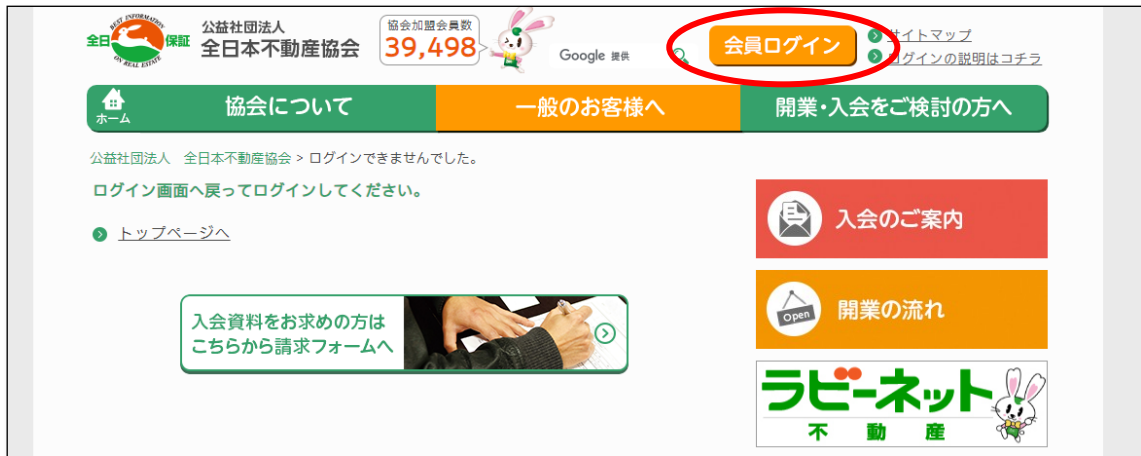 BEST INFORMATION
全日
保証
ON REAL ESTATE
公益社団法人
全日本不動産協会
協会加盟会員数
39,498
Google 提供
会員ログイン
サイトマップ
ログインの説明はコチラ
ホーム
協会について
一般のお客様へ
開業・入会をご検討の方へ
公益社団法人 全日本不動産協会 > ログインできませんでした。
ログイン画面へ戻ってログインしてください。
トップページへ
入会資料をお求めの方は
こちらから請求フォームへ
入会のご案内
Open
開業の流れ
ラビーネット
不動産